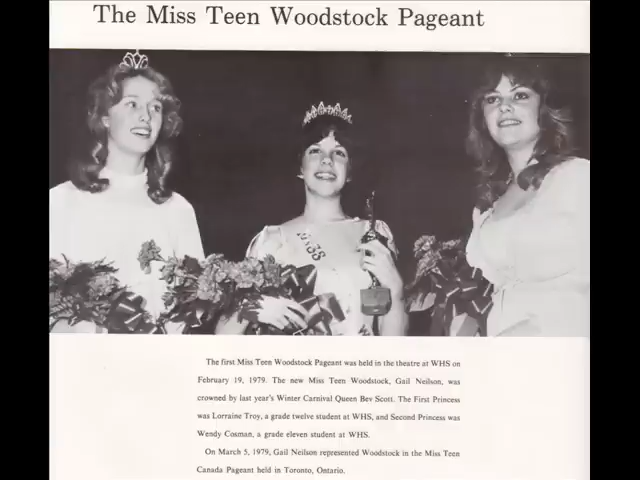 The Miss Teen Woodstock Pageant
MISS
The first Miss Teen Woodstock Pageant was held in the theatre at WHS on
February 19, 1979. The new Miss Teen Woodstock, Gail Neilson, was
crowned by last year's Winter Carnival Queen Bev Scott. The First Princess
was Lorraine Troy, a grade twelve student at WHS, and Second Princess was
Wendy Cosman, a grade eleven student at WHS.
On March 5, 1979, Gail Neilson represented Woodstock in the Miss Teen
Canada Pageant held in Toronto, Ontario.